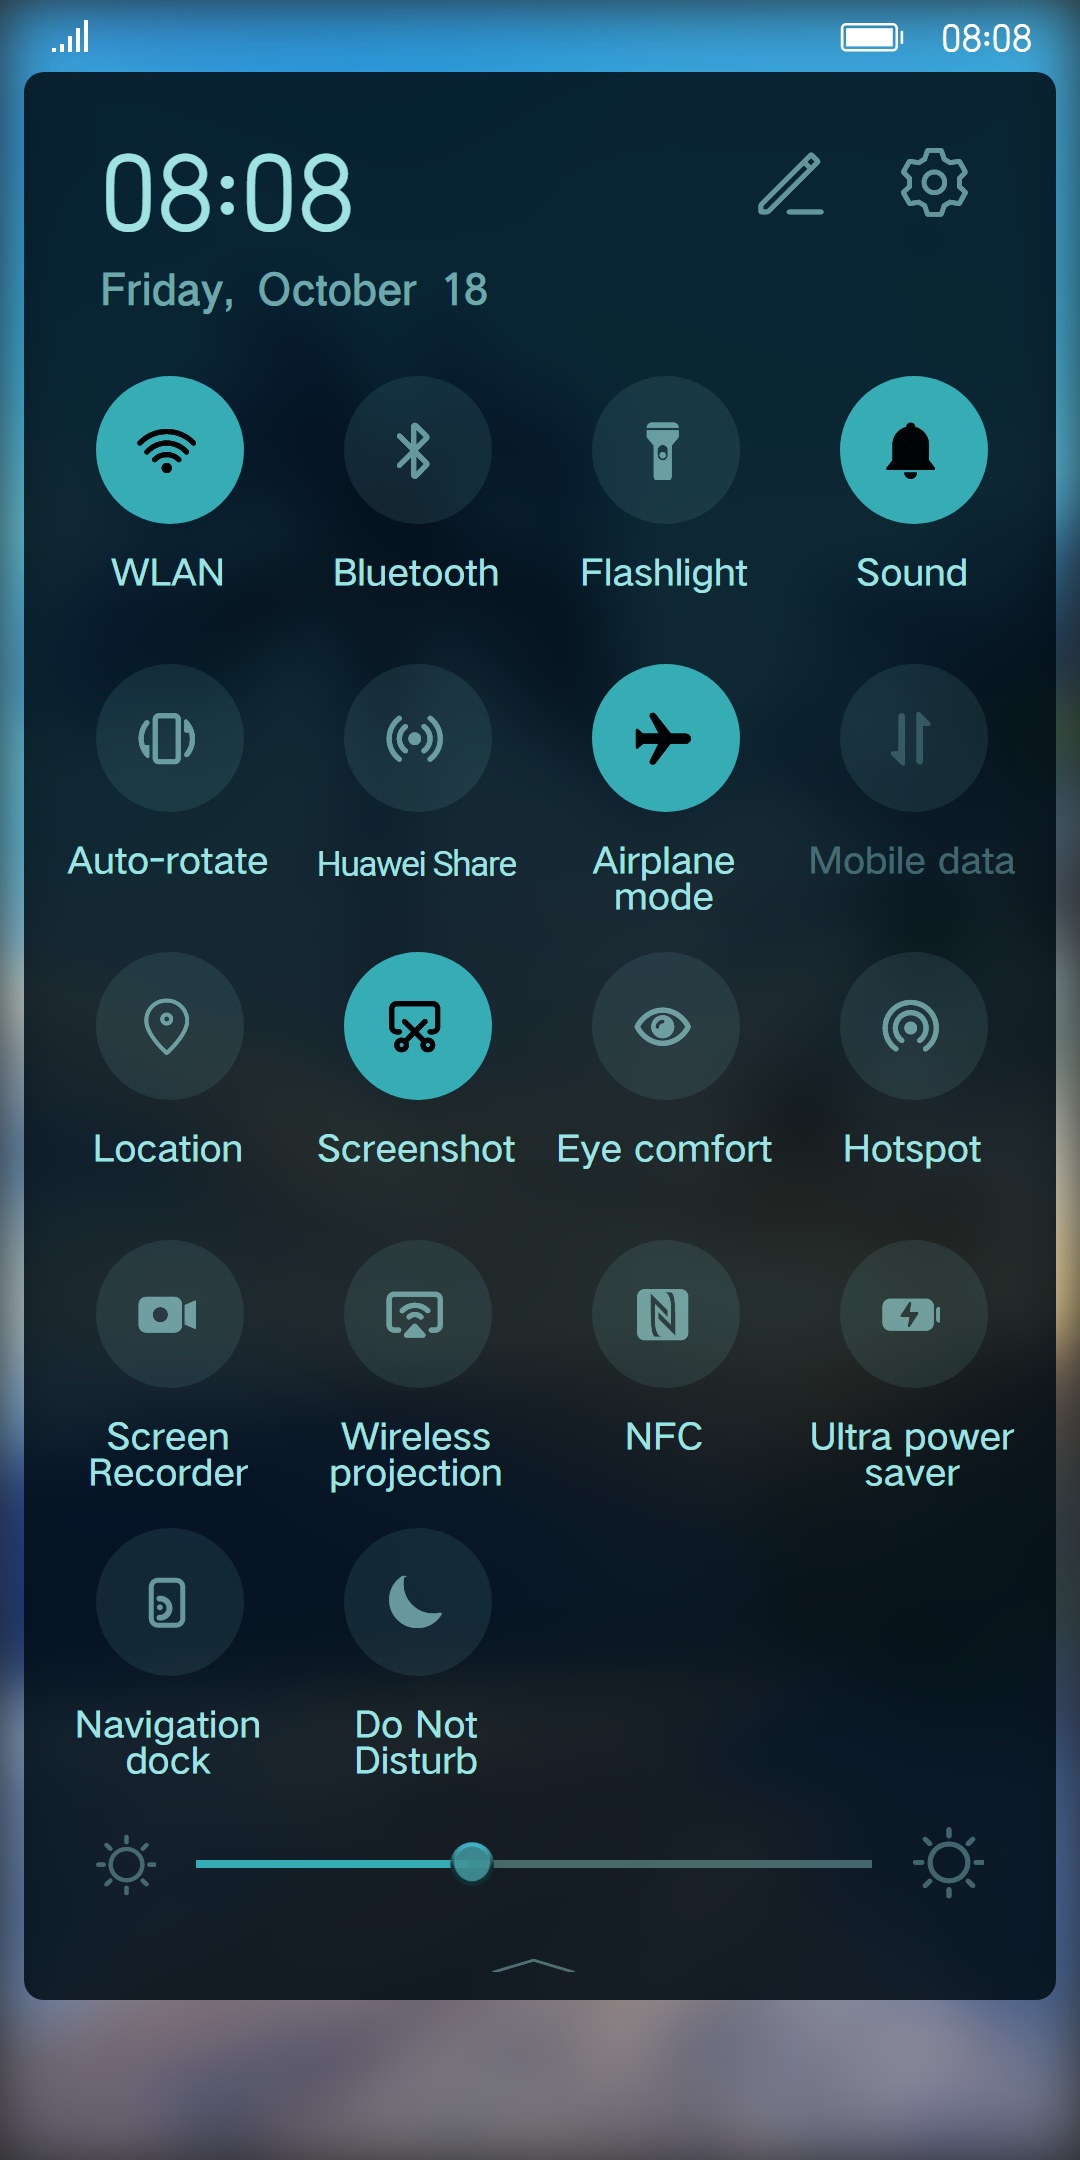 08:08
08:08
Friday, October 18
WLAN Bluetooth Flashlight Sound
Auto-rotate Huawei Share Airplane mode Mobile data
Location Screenshot Eye comfort Hotspot
Screen Recorder Wireless projection NFC Ultra power saver
Navigation dock Do Not Disturb